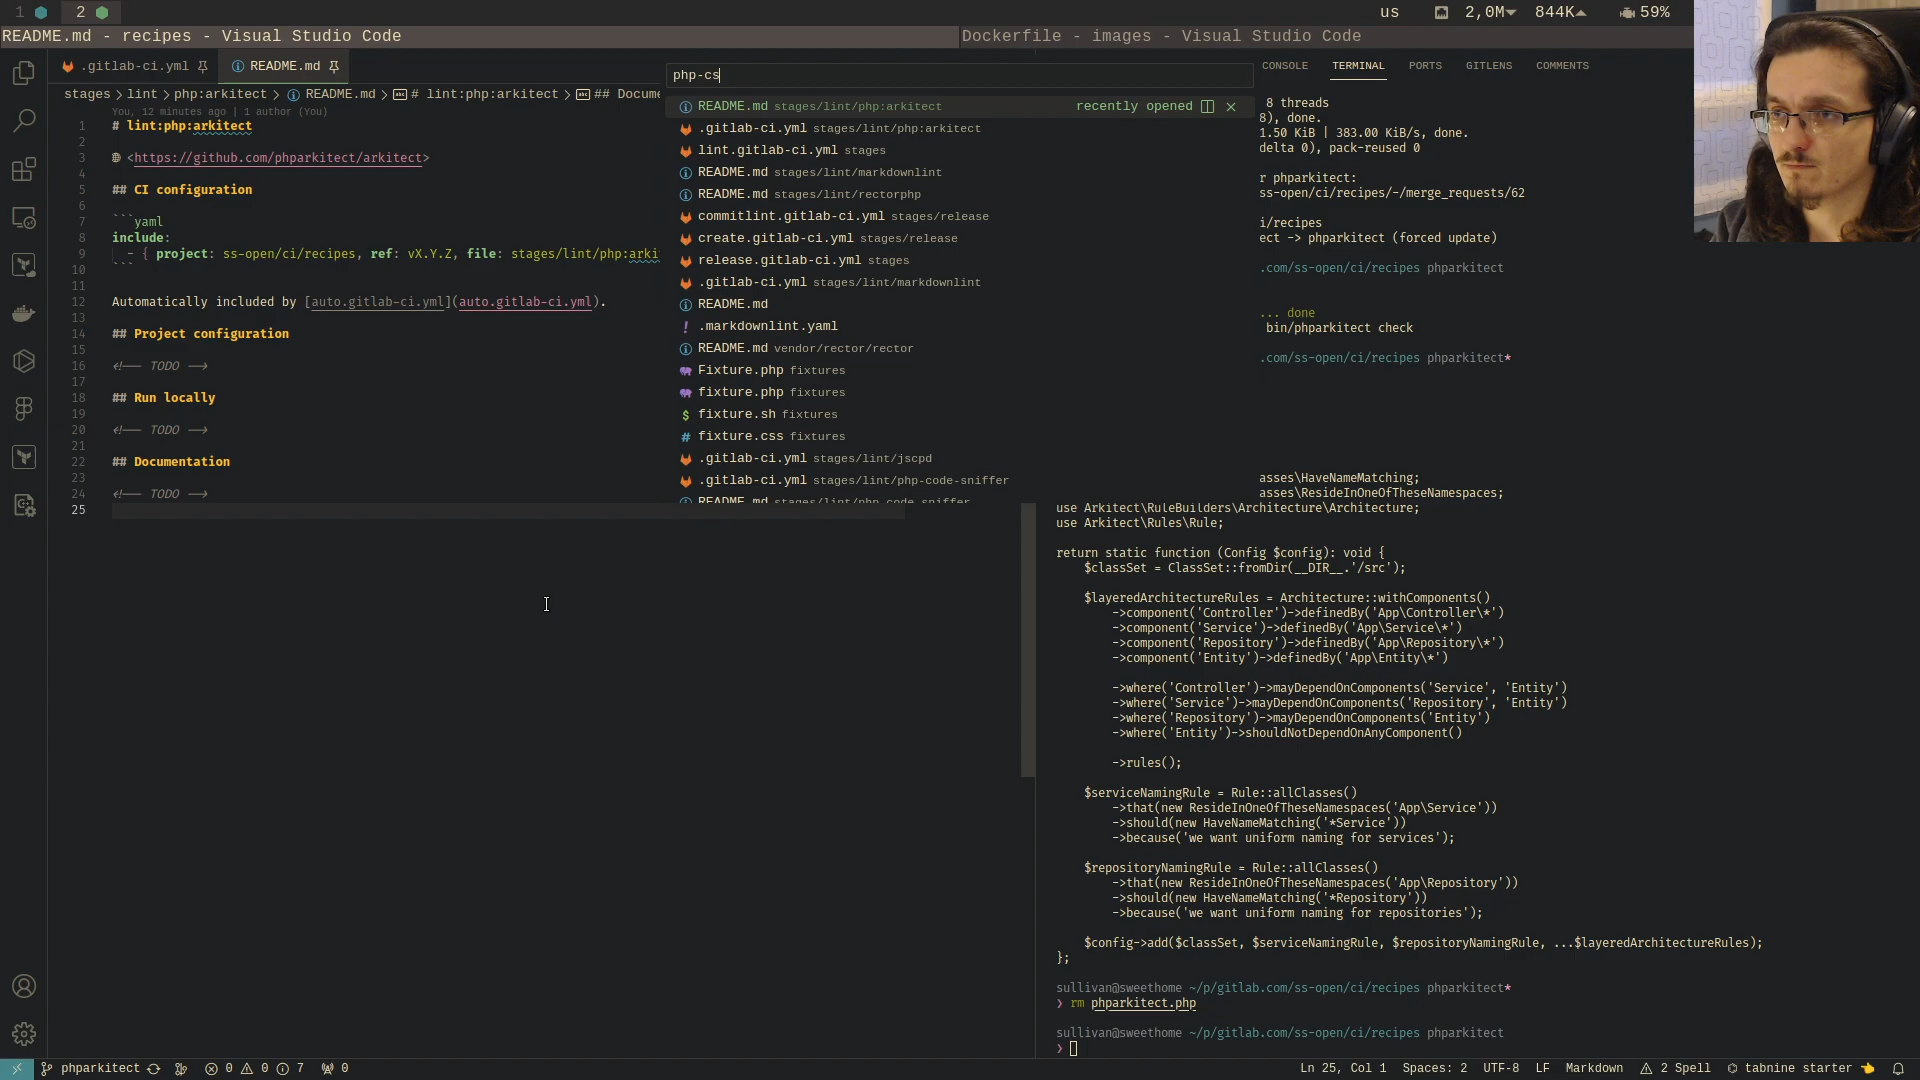 1 2 us 2,0M 844K 59%
README.md - recipes - Visual Studio Code
Dockerfile - images - Visual Studio Code
.gitlab-ci.yml
README.md
stages > lint > php:arkitect > README.md > # lint:php:arkitect > ## Docume
You, 12 minutes ago | 1 author (You)
1 # lint:php:arkitect
2
3 <https://github.com/phparkitect/arkitect>
4
5 ## CI configuration
6
7 ```yaml
8 include:
9 - { project: ss-open/ci/recipes, ref: vX.Y.Z, file: stages/lint/php:arki
10 ```
11
12 Automatically included by [auto.gitlab-ci.yml](auto.gitlab-ci.yml).
13
14 ## Project configuration
15
16 <!-- TODO -->
17
18 ## Run locally
19
20 <!-- TODO -->
21
22 ## Documentation
23
24 <!-- TODO -->
25
php-cs
README.md stages/lint/php:arkitect recently opened
.gitlab-ci.yml stages/lint/php:arkitect
lint.gitlab-ci.yml stages
README.md stages/lint/markdownlint
README.md stages/lint/rectorphp
commitlint.gitlab-ci.yml stages/release
create.gitlab-ci.yml stages/release
release.gitlab-ci.yml stages
.gitlab-ci.yml stages/lint/markdownlint
README.md
.markdownlint.yaml
README.md vendor/rector/rector
Fixture.php fixtures
fixture.php fixtures
fixture.sh fixtures
fixture.css fixtures
.gitlab-ci.yml stages/lint/jscpd
.gitlab-ci.yml stages/lint/php-code-sniffer
README.md stages/lint/php-code-sniffer
CONSOLE TERMINAL PORTS GITLENS COMMENTS
8 threads
8), done.
1.50 KiB | 383.00 KiB/s, done.
delta 0), pack-reused 0
r phparkitect:
ss-open/ci/recipes/-/merge_requests/62
i/recipes
ect -> phparkitect (forced update)
.com/ss-open/ci/recipes phparkitect
... done
bin/phparkitect check
.com/ss-open/ci/recipes phparkitect*
asses\HaveNameMatching;
asses\ResideInOneOfTheseNamespaces;
use Arkitect\RuleBuilders\Architecture\Architecture;
use Arkitect\Rules\Rule;
return static function (Config $config): void {
$classSet = ClassSet::fromDir(__DIR__.'/src');
$layeredArchitectureRules = Architecture::withComponents()
->component('Controller')->definedBy('App\Controller\*')
->component('Service')->definedBy('App\Service\*')
->component('Repository')->definedBy('App\Repository\*')
->component('Entity')->definedBy('App\Entity\*')
->where('Controller')->mayDependOnComponents('Service', 'Entity')
->where('Service')->mayDependOnComponents('Repository', 'Entity')
->where('Repository')->mayDependOnComponents('Entity')
->where('Entity')->shouldNotDependOnAnyComponent()
->rules();
$serviceNamingRule = Rule::allClasses()
->that(new ResideInOneOfTheseNamespaces('App\Service'))
->should(new HaveNameMatching('*Service'))
->because('we want uniform naming for services');
$repositoryNamingRule = Rule::allClasses()
->that(new ResideInOneOfTheseNamespaces('App\Repository'))
->should(new HaveNameMatching('*Repository'))
->because('we want uniform naming for repositories');
$config->add($classSet, $serviceNamingRule, $repositoryNamingRule, ...$layeredArchitectureRules);
};
sullivan@sweethome ~/p/gitlab.com/ss-open/ci/recipes phparkitect*
❯ rm phparkitect.php
sullivan@sweethome ~/p/gitlab.com/ss-open/ci/recipes phparkitect
❯
phparkitect 0 0 7 0
Ln 25, Col 1 Spaces: 2 UTF-8 LF Markdown 2 Spell tabnine starter